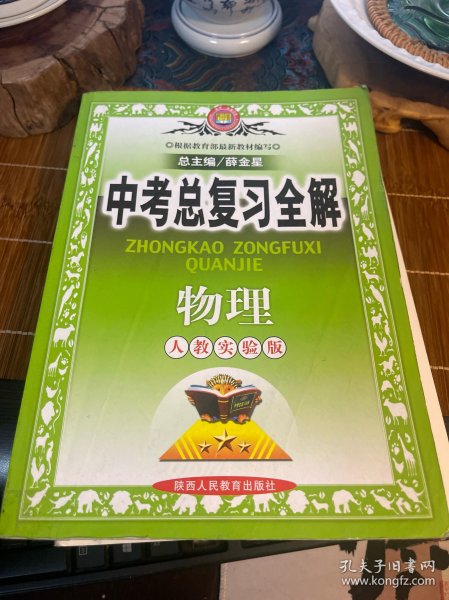 根据教育部最新教材编写
总主编/薛金星
中考总复习全解
ZHONGKAO ZONGFUXI
QUANJIE
物理
人教实验版
陕西人民教育出版社
孔夫子旧书网
www.kongfz.com